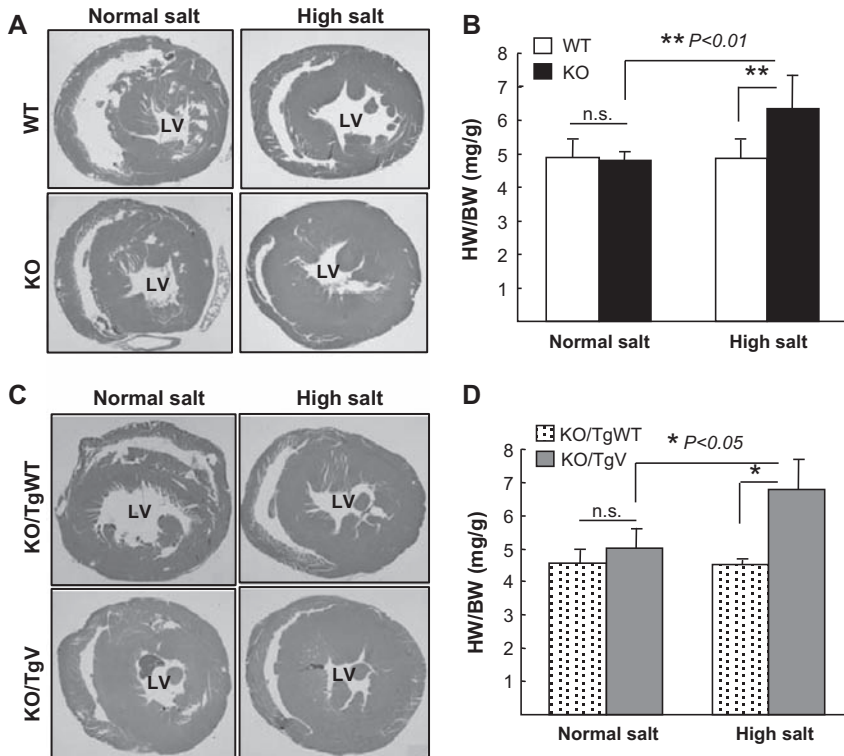 A
Normal salt
High salt
WT
LV
LV
KO
LV
LV
B
WT
KO
** P<0.01
**
n.s.
HW/BW (mg/g)
8
7
6
5
4
3
2
1
Normal salt
High salt
C
Normal salt
High salt
KO/TgWT
LV
LV
KO/TgV
LV
LV
D
KO/TgWT
KO/TgV
* P<0.05
*
n.s.
HW/BW (mg/g)
8
7
6
5
4
3
2
1
Normal salt
High salt